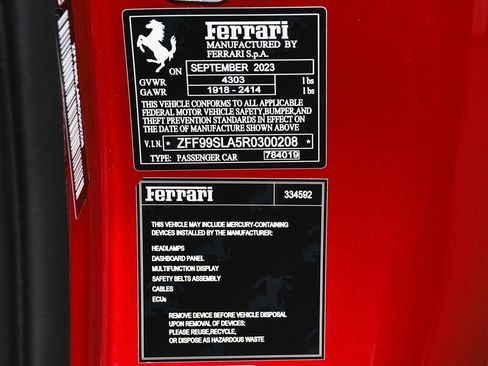 Ferrari
MANUFACTURED BY
FERRARI S.p.A.
ON SEPTEMBER 2023
GVWR 4303 lbs
GAWR 1918 - 2414 lbs
THIS VEHICLE CONFORMS TO ALL APPLICABLE
FEDERAL MOTOR VEHICLE SAFETY,BUMPER,AND
THEFT PREVENTION STANDARDS IN EFFECT ON
THE DATE OF MANUFACTURE SHOWN ABOVE
V.I.N. * ZFF99SLA5R0300208 *
TYPE: PASSENGER CAR 784019
Ferrari 334592
THIS VEHICLE MAY INCLUDE MERCURY-CONTAINING
DEVICES INSTALLED BY THE MANUFACTURER:
HEADLAMPS
DASHBOARD PANEL
MULTIFUNCTION DISPLAY
SAFETY BELTS ASSEMBLY
CABLES
ECUs
REMOVE DEVICE BEFORE VEHICLE DISPOSAL
UPON REMOVAL OF DEVICES:
PLEASE REUSE,RECYCLE,
OR DISPOSE AS HAZARDOUS WASTE